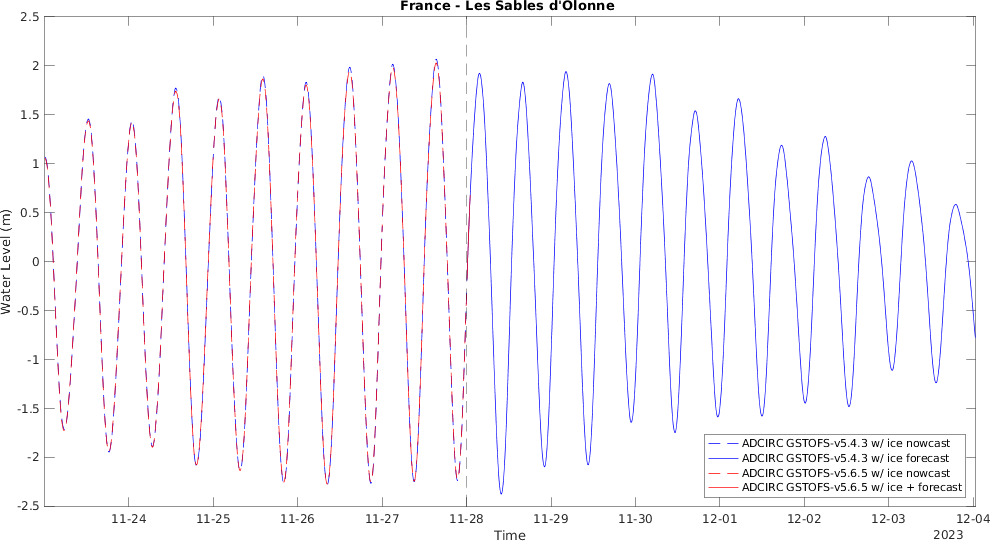 France - Les Sables d'Olonne
2.5
2
1.5
1
0.5
0
-0.5
-1
-1.5
-2
-2.5
Water Level (m)
ADCIRC GSTOFS-v5.4.3 w/ ice nowcast
ADCIRC GSTOFS-v5.4.3 w/ ice forecast
ADCIRC GSTOFS-v5.6.5 w/ ice nowcast
ADCIRC GSTOFS-v5.6.5 w/ ice + forecast
11-24 11-25 11-26 11-27 11-28 11-29 11-30 12-01 12-02 12-03 12-04
Time
2023